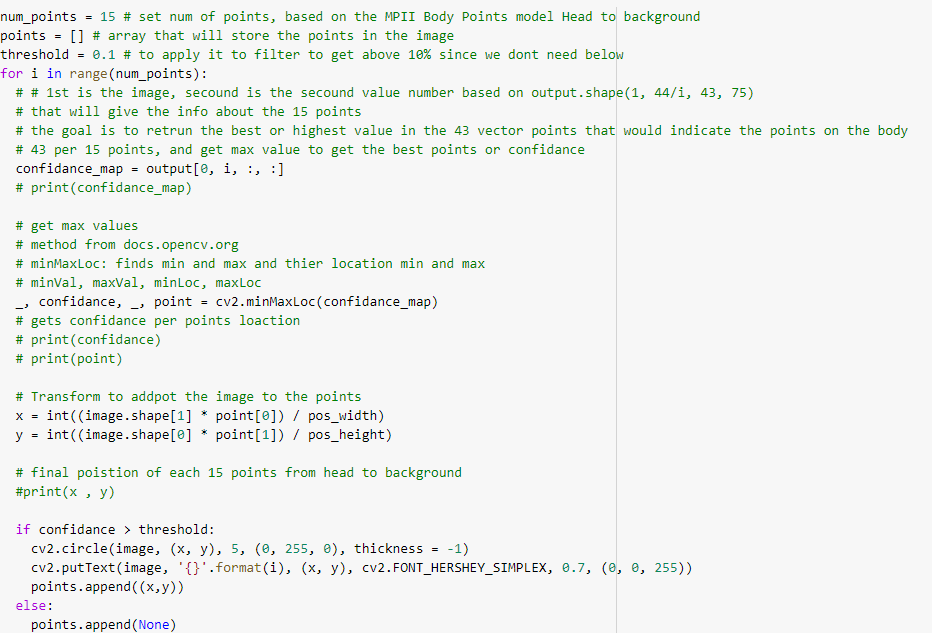 num_points = 15 # set num of points, based on the MPII Body Points model Head to background
points = [] # array that will store the points in the image
threshold = 0.1 # to apply it to filter to get above 10% since we dont need below
for i in range(num_points):
  # # 1st is the image, secound is the secound value number based on output.shape(1, 44/i, 43, 75)
  # that will give the info about the 15 points
  # the goal is to retrun the best or highest value in the 43 vector points that would indicate the points on the body
  # 43 per 15 points, and get max value to get the best points or confidance
  confidance_map = output[0, i, :, :]
  # print(confidance_map)
  # get max values
  # method from docs.opencv.org
  # minMaxLoc: finds min and max and thier location min and max
  # minVal, maxVal, minLoc, maxLoc
  _, confidance, _, point = cv2.minMaxLoc(confidance_map)
  # gets confidance per points loaction
  # print(confidance)
  # print(point)
  # Transform to addpot the image to the points
  x = int((image.shape[1] * point[0]) / pos_width)
  y = int((image.shape[0] * point[1]) / pos_height)
  # final poistion of each 15 points from head to background
  #print(x , y)
  if confidance > threshold:
    cv2.circle(image, (x, y), 5, (0, 255, 0), thickness = -1)
    cv2.putText(image, '{}'.format(i), (x, y), cv2.FONT_HERSHEY_SIMPLEX, 0.7, (0, 0, 255))
    points.append((x,y))
  else:
    points.append(None)